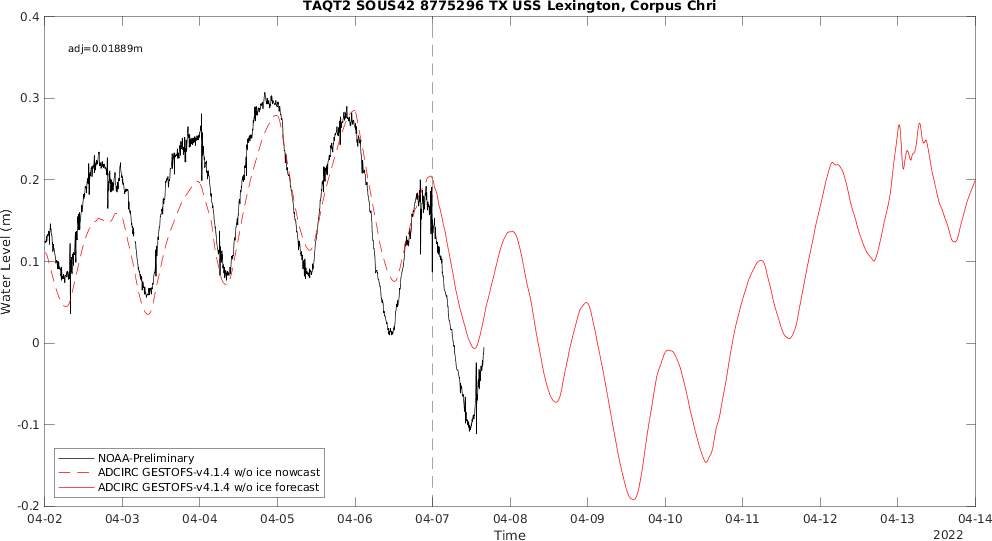 TAQT2 SOUS42 8775296 TX USS Lexington, Corpus Chri
adj=0.01889m
0.4
0.3
0.2
0.1
0
-0.1
-0.2
Water Level (m)
NOAA-Preliminary
ADCIRC GESTOFS-v4.1.4 w/o ice nowcast
ADCIRC GESTOFS-v4.1.4 w/o ice forecast
04-02 04-03 04-04 04-05 04-06 04-07 04-08 04-09 04-10 04-11 04-12 04-13 04-14
Time
2022